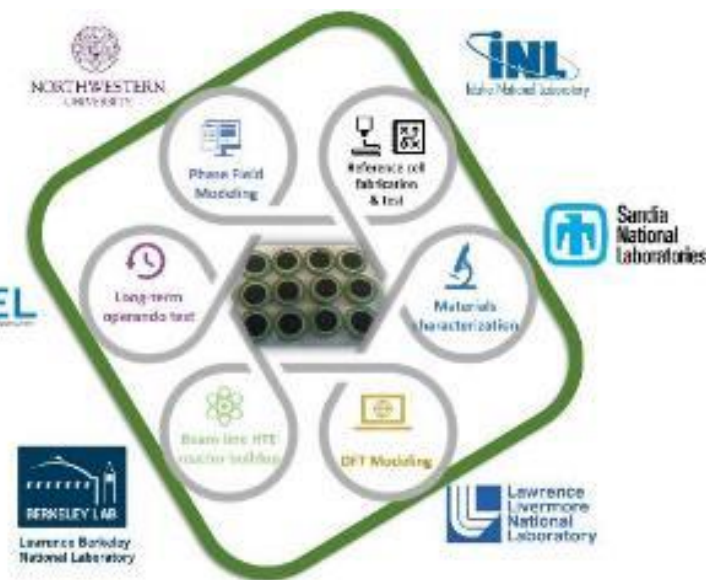 NORTHWESTERN
UNIVERSITY
INL
Idaho National Laboratory
Phase Field
Modeling
Reference cell
fabrication
& test
Sandia
National
Laboratories
EL
Long-term
operando test
Materials
characterization
Beam line HTE
reactor buildup
DFT Modeling
BERKELEY LAB
Lawrence Berkeley
National Laboratory
Lawrence
Livermore
National
Laboratory